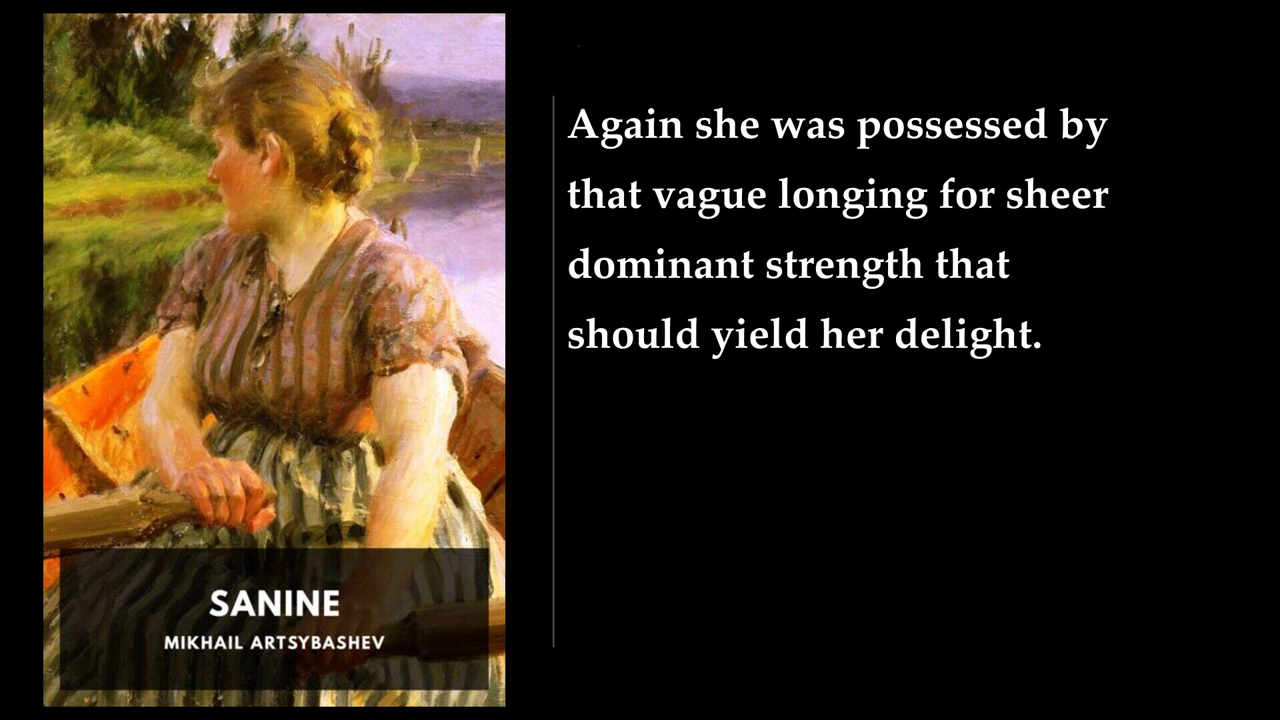 Again she was possessed by
that vague longing for sheer
dominant strength that
should yield her delight.
SANINE
MIKHAIL ARTSYBASHEV